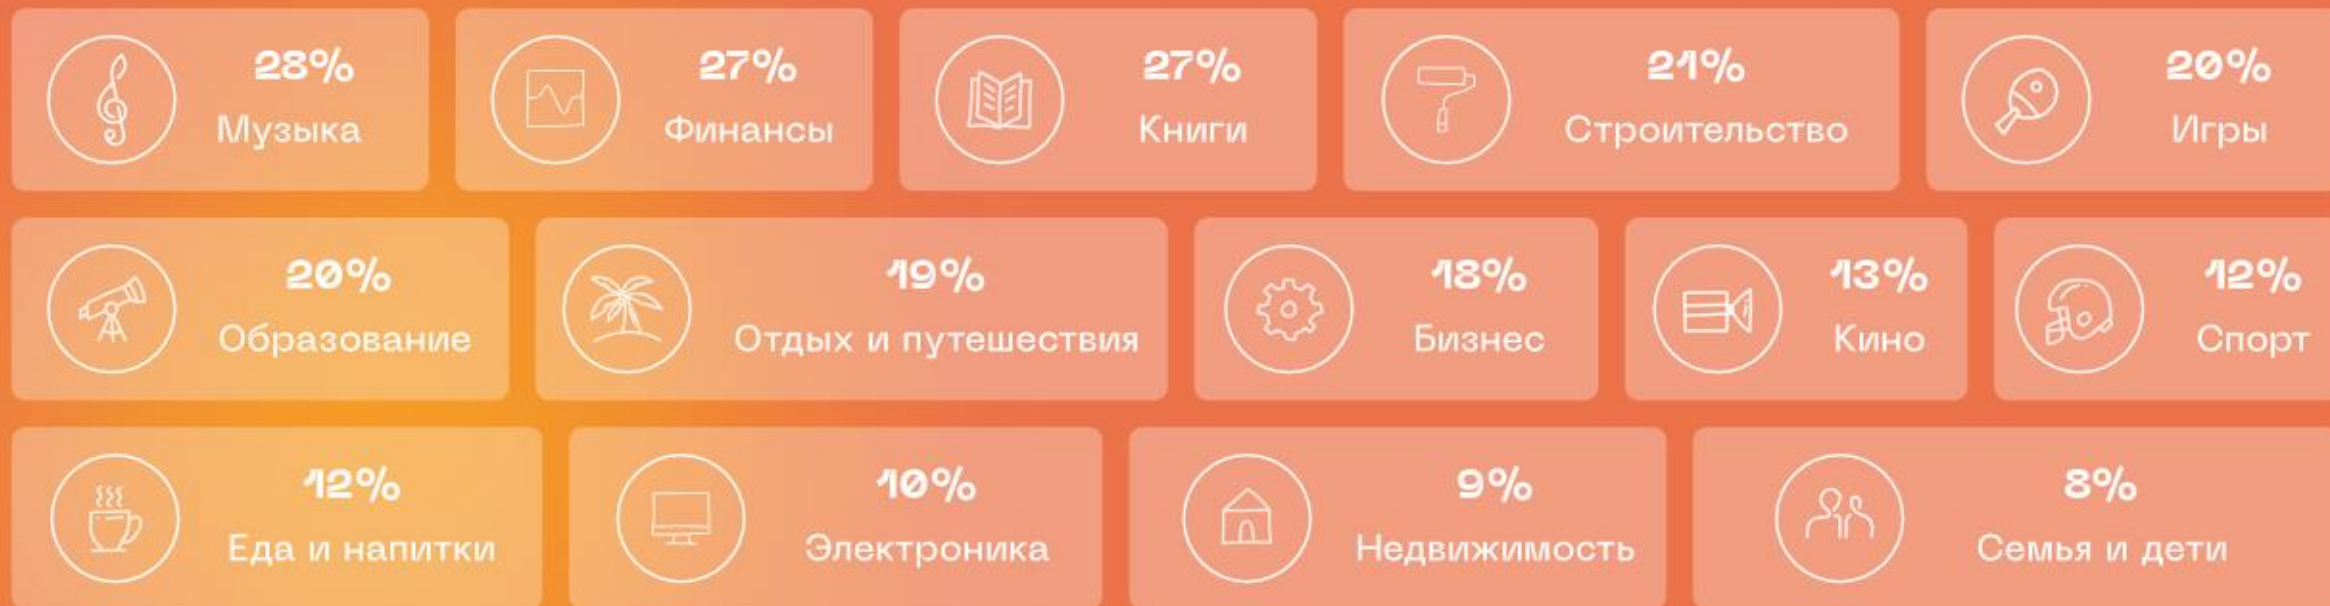 28%
Музыка
27%
Финансы
27%
Книги
21%
Строительство
20%
Игры
20%
Образование
19%
Отдых и путешествия
18%
Бизнес
13%
Кино
12%
Спорт
12%
Еда и напитки
10%
Электроника
9%
Недвижимость
8%
Семья и дети